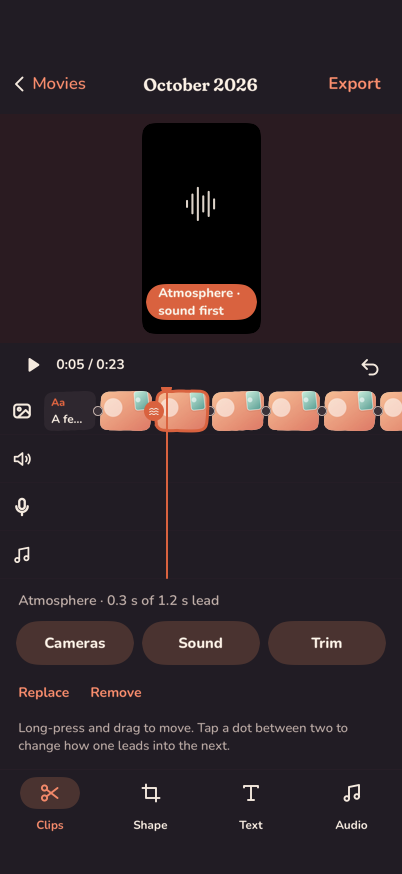 Movies
October 2026
Export
Atmosphere ·
sound first
0:05 / 0:23
Aa
A fe…
Atmosphere · 0.3 s of 1.2 s lead
Cameras
Sound
Trim
Replace
Remove
Long-press and drag to move. Tap a dot between two to
change how one leads into the next.
Clips
Shape
Text
Audio